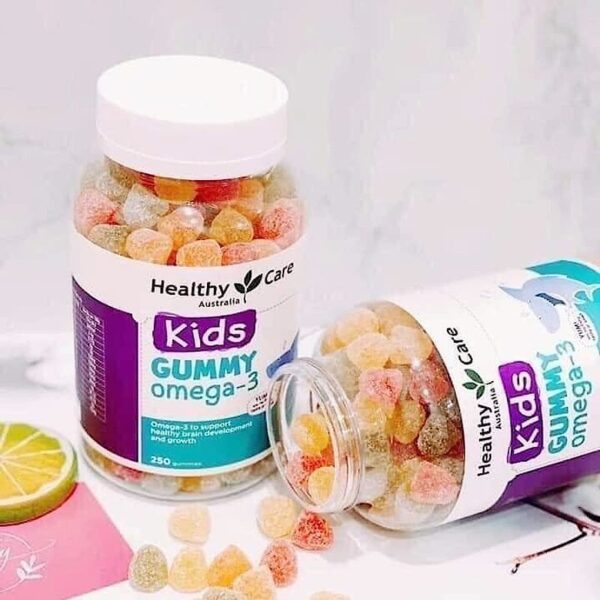 Healthy Care
Australia
Kids
GUMMY
omega-3
Omega-3 to support
healthy brain development
and growth
250 gummies
Healthy Care
Australia
Kids
GUMMY
omega-3